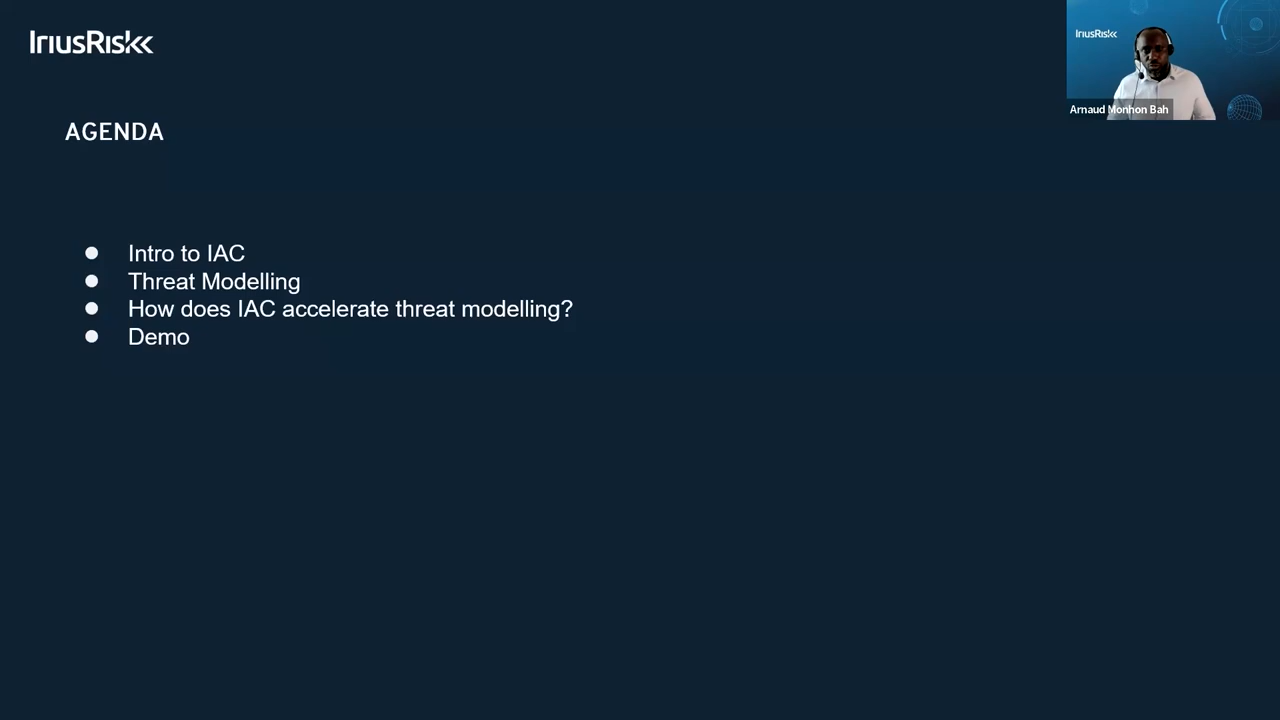 IriusRisk
IriusRisk
Arnaud Monhon Bah
AGENDA
Intro to IAC
Threat Modelling
How does IAC accelerate threat modelling?
Demo